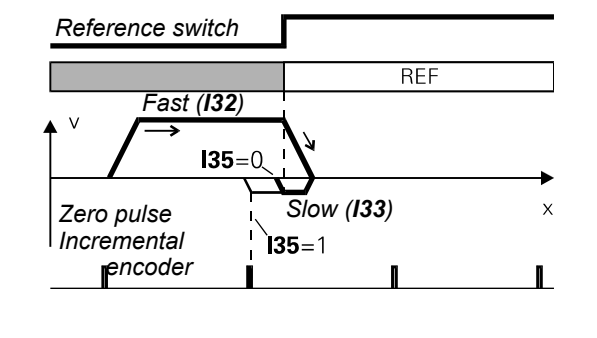 Reference switch
REF
Fast (I32)
v
I35=0
Slow (I33)
x
Zero pulse
Incremental
encoder
I35=1